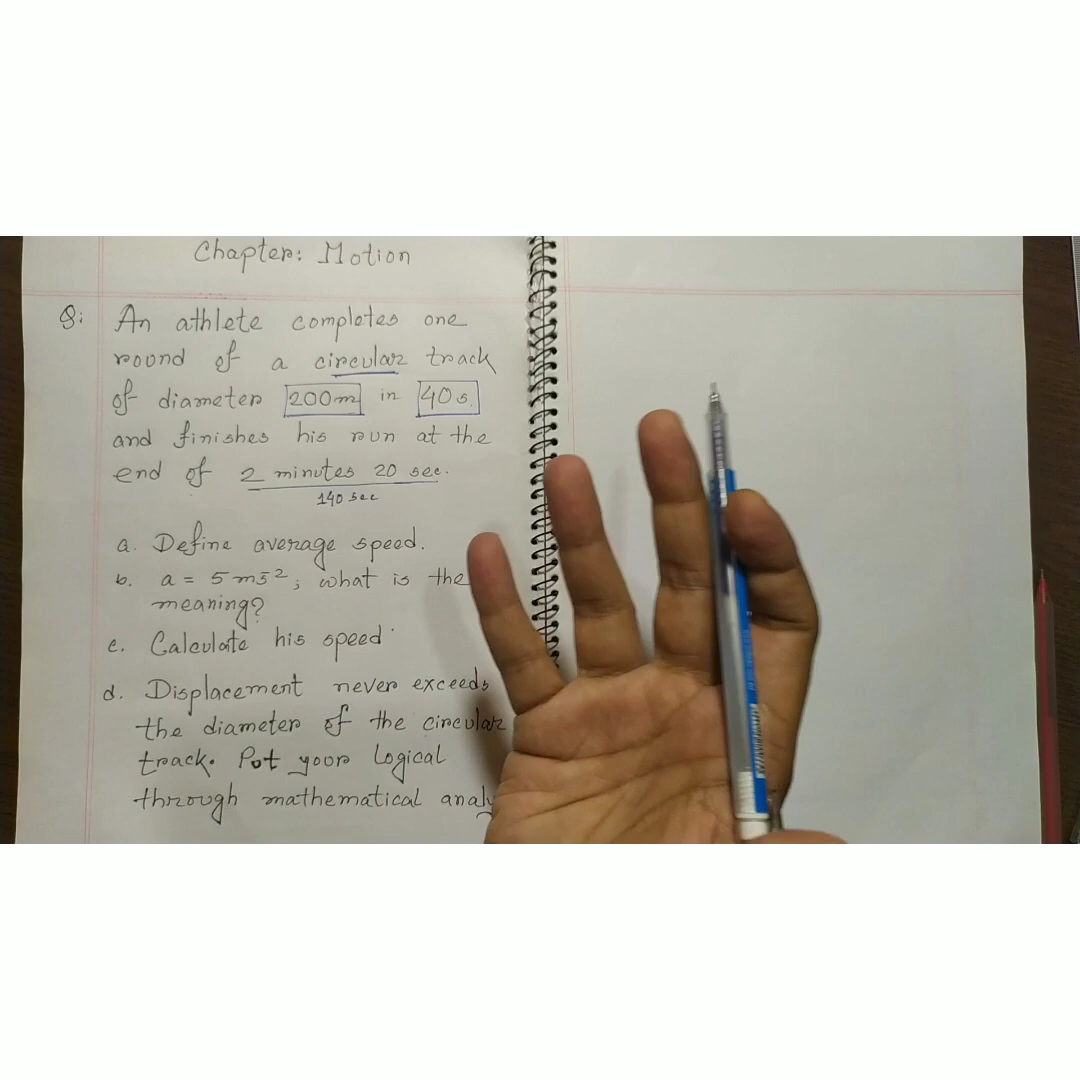 Chapter: Motion
Q: An athlete completes one
round of a circular track
of diameter 200m in 40s.
and finishes his run at the
end of 2 minutes 20 sec.
140 sec
a. Define average speed.
b. a = 5 ms⁻², what is the
meaning?
c. Calculate his speed.
d. Displacement never exceeds
the diameter of the circular
track. Put your Logical
through mathematical